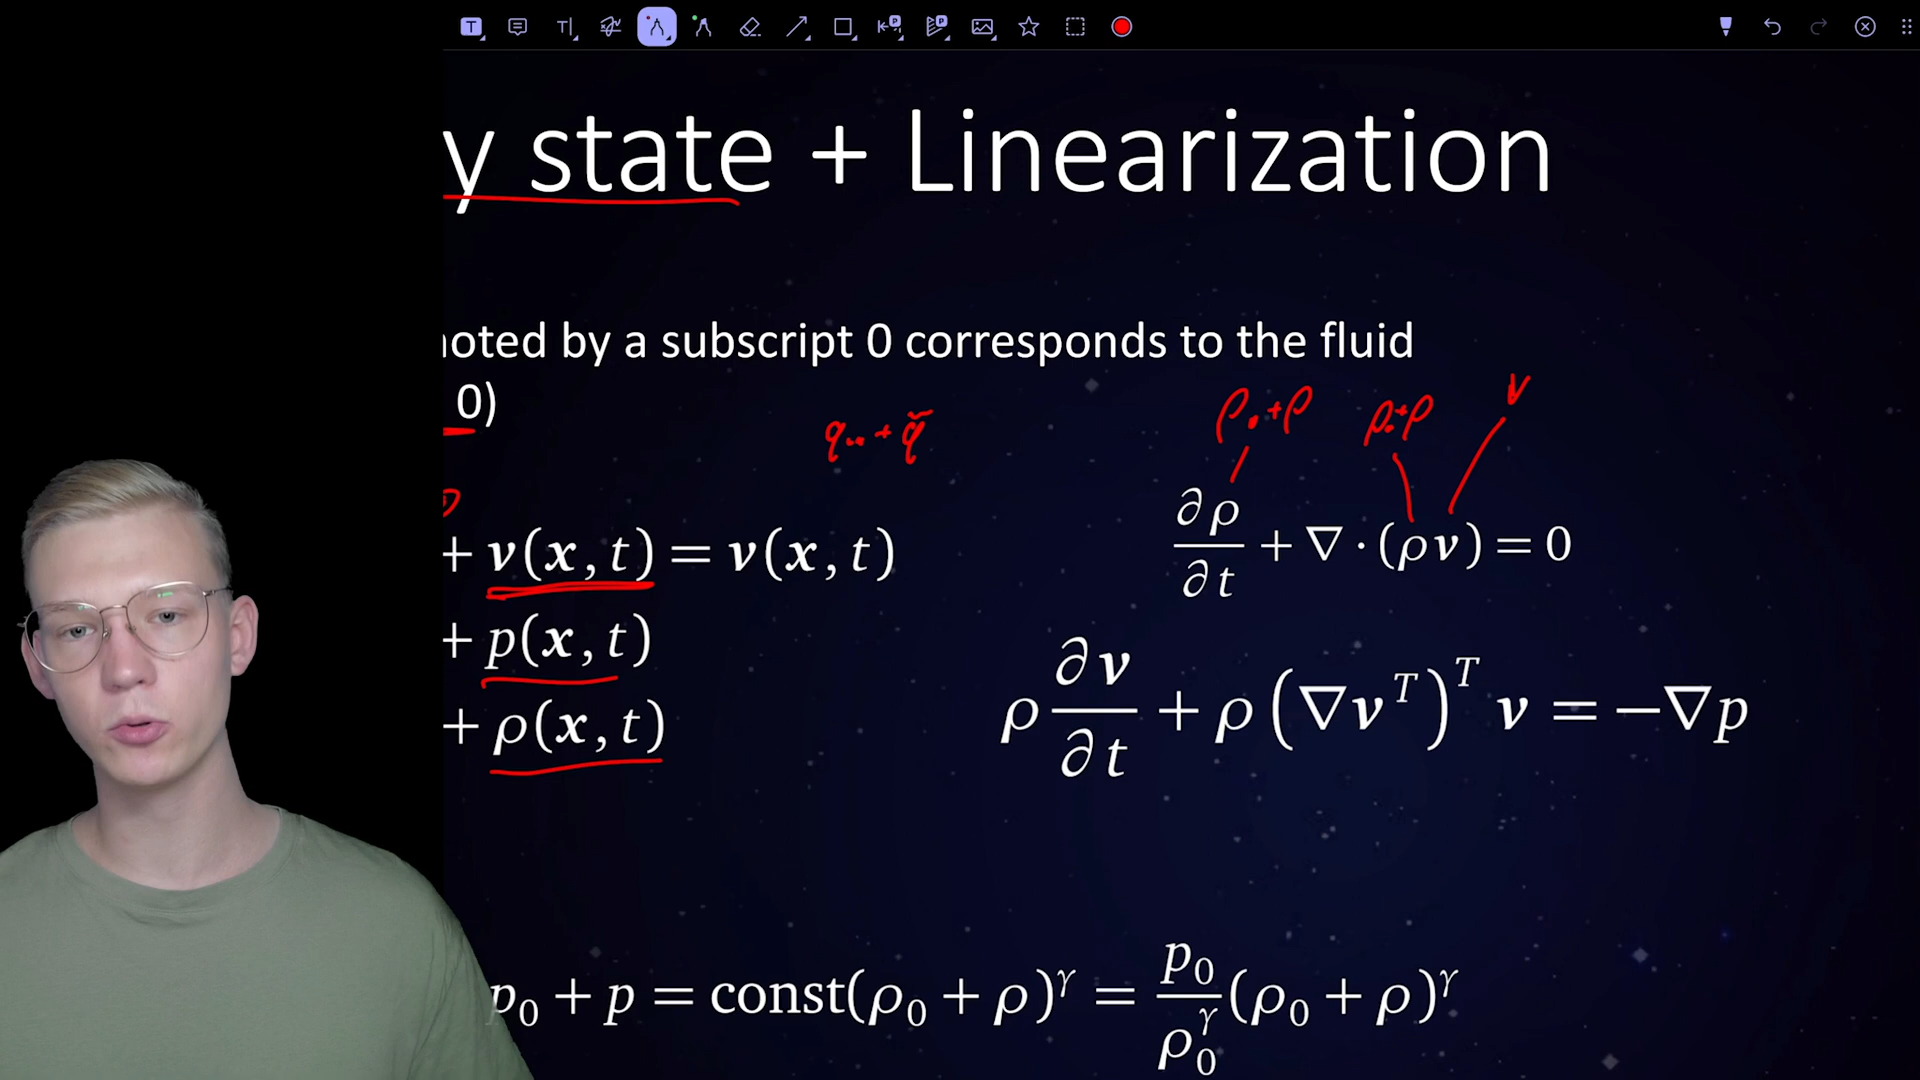 y state + Linearization
noted by a subscript 0 corresponds to the fluid
0)
ρ₀+ρ ρ₀+ρ v
+ v(x, t) = v(x, t)
∂ρ/∂t + ∇ · (ρv) = 0
+ p(x, t)
+ ρ(x, t)
ρ ∂v/∂t + ρ(∇vᵀ)ᵀ v = −∇p
p₀ + p = const(ρ₀ + ρ)^γ = p₀/ρ₀^γ (ρ₀ + ρ)^γ